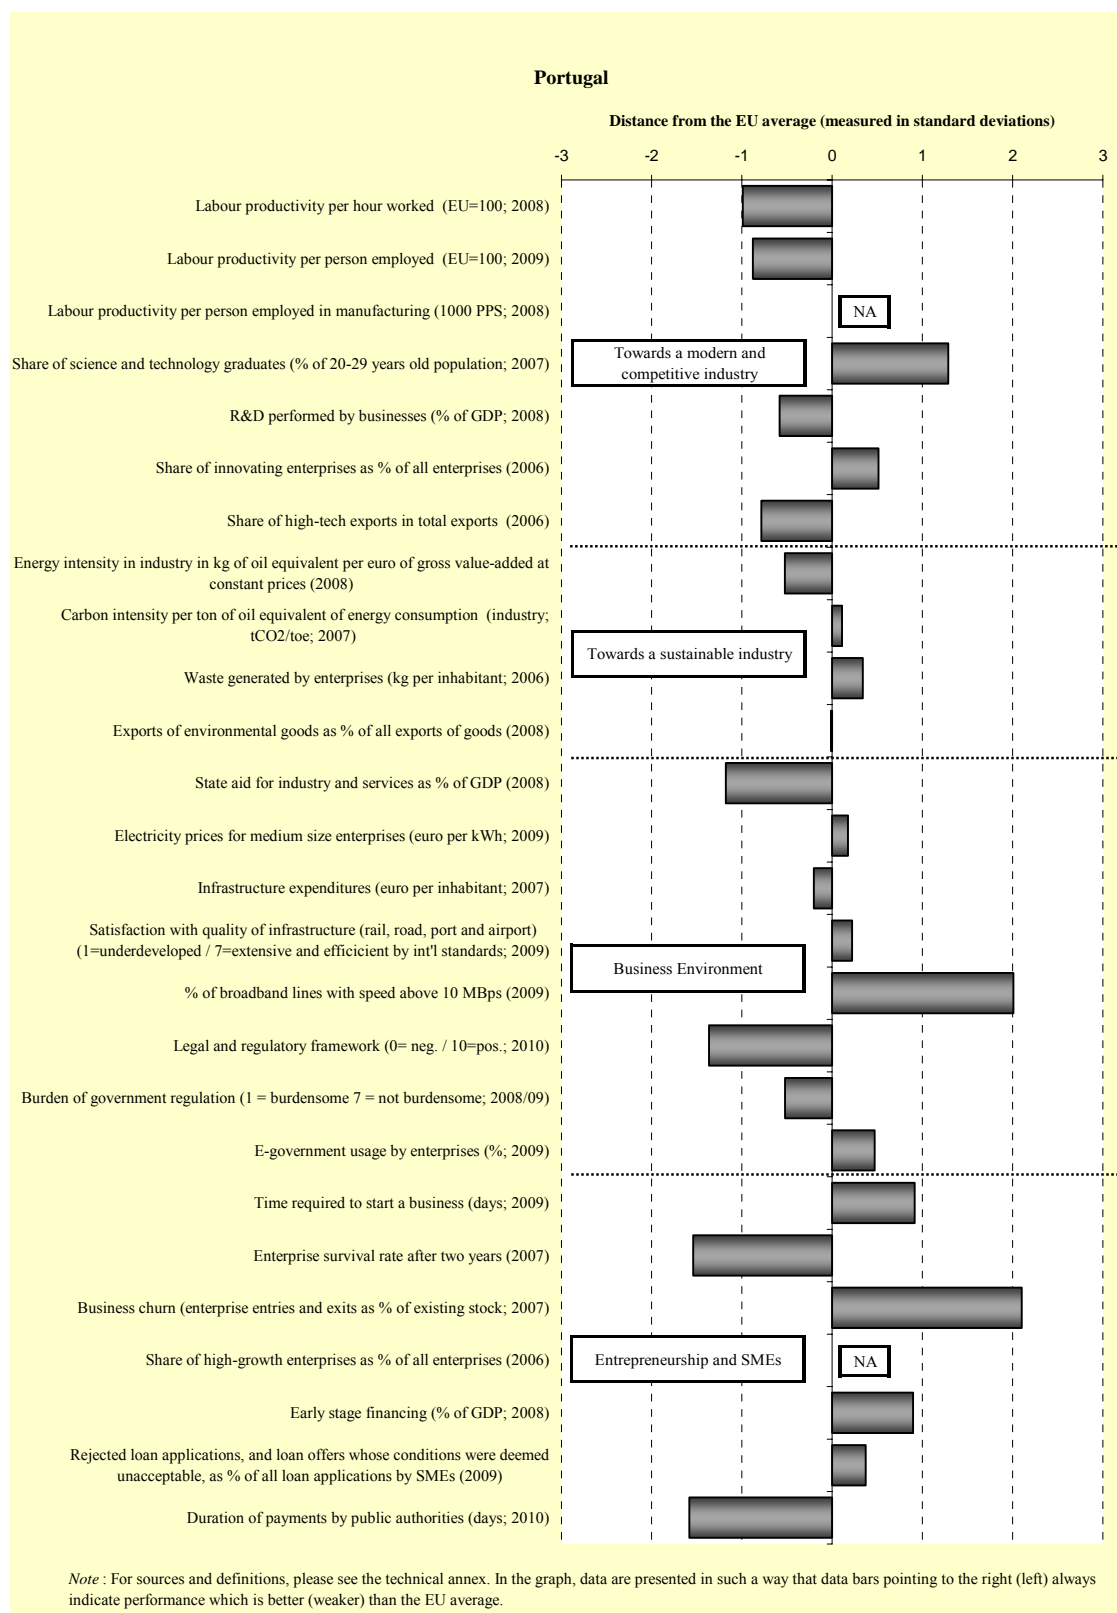 Portugal
Distance from the EU average (measured in standard deviations)
-3 -2 -1 0 1 2 3
Labour productivity per hour worked (EU=100; 2008)
Labour productivity per person employed (EU=100; 2009)
Labour productivity per person employed in manufacturing (1000 PPS; 2008)
NA
Share of science and technology graduates (% of 20-29 years old population; 2007)
Towards a modern and
competitive industry
R&D performed by businesses (% of GDP; 2008)
Share of innovating enterprises as % of all enterprises (2006)
Share of high-tech exports in total exports (2006)
Energy intensity in industry in kg of oil equivalent per euro of gross value-added at
constant prices (2008)
Carbon intensity per ton of oil equivalent of energy consumption (industry;
tCO2/toe; 2007)
Towards a sustainable industry
Waste generated by enterprises (kg per inhabitant; 2006)
Exports of environmental goods as % of all exports of goods (2008)
State aid for industry and services as % of GDP (2008)
Electricity prices for medium size enterprises (euro per kWh; 2009)
Infrastructure expenditures (euro per inhabitant; 2007)
Satisfaction with quality of infrastructure (rail, road, port and airport)
(1=underdeveloped / 7=extensive and efficicient by int'l standards; 2009)
Business Environment
% of broadband lines with speed above 10 MBps (2009)
Legal and regulatory framework (0= neg. / 10=pos.; 2010)
Burden of government regulation (1 = burdensome 7 = not burdensome; 2008/09)
E-government usage by enterprises (%; 2009)
Time required to start a business (days; 2009)
Enterprise survival rate after two years (2007)
Business churn (enterprise entries and exits as % of existing stock; 2007)
Share of high-growth enterprises as % of all enterprises (2006)
Entrepreneurship and SMEs
NA
Early stage financing (% of GDP; 2008)
Rejected loan applications, and loan offers whose conditions were deemed
unacceptable, as % of all loan applications by SMEs (2009)
Duration of payments by public authorities (days; 2010)
Note : For sources and definitions, please see the technical annex. In the graph, data are presented in such a way that data bars pointing to the right (left) always
indicate performance which is better (weaker) than the EU average.